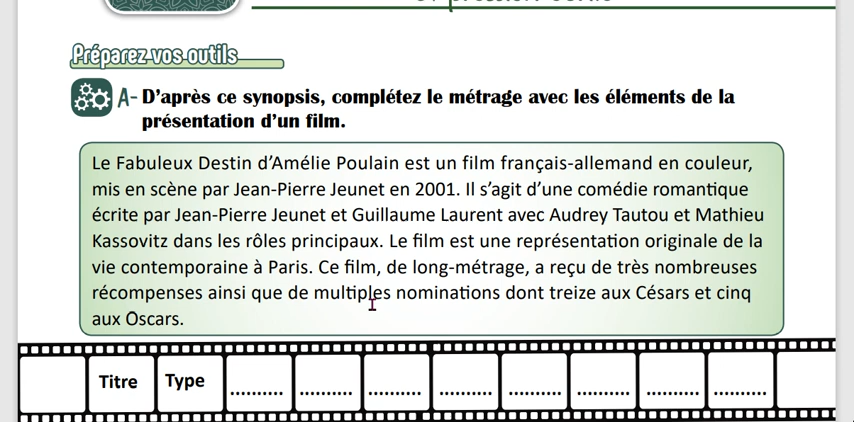 Préparez vos outils
A- D'après ce synopsis, complétez le métrage avec les éléments de la
présentation d'un film.
Le Fabuleux Destin d'Amélie Poulain est un film français-allemand en couleur,
mis en scène par Jean-Pierre Jeunet en 2001. Il s'agit d'une comédie romantique
écrite par Jean-Pierre Jeunet et Guillaume Laurent avec Audrey Tautou et Mathieu
Kassovitz dans les rôles principaux. Le film est une représentation originale de la
vie contemporaine à Paris. Ce film, de long-métrage, a reçu de très nombreuses
récompenses ainsi que de multiples nominations dont treize aux Césars et cinq
aux Oscars.
Titre Type .......... .......... .......... .......... .......... .......... .......... ..........